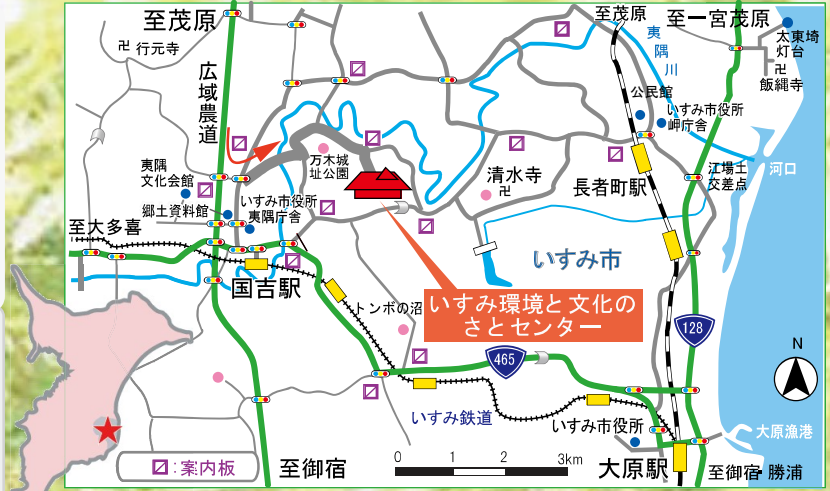 至茂原
至茂原
至一宮茂原
卍 行元寺
夷隅川
太東埼
灯台
卍
飯縄寺
広域農道
公民館
いすみ市役所
岬庁舎
夷隅
文化会館
万木城
址公園
清水寺
卍
長者町駅
江場土
交差点
河口
郷土資料館
いすみ市役所
夷隅庁舎
至大多喜
いすみ市
国吉駅
トンボの沼
いすみ環境と文化の
さとセンター
128
465
N
いすみ鉄道
いすみ市役所
大原漁港
:案内板
至御宿
0 1 2 3km
大原駅
至御宿・勝浦